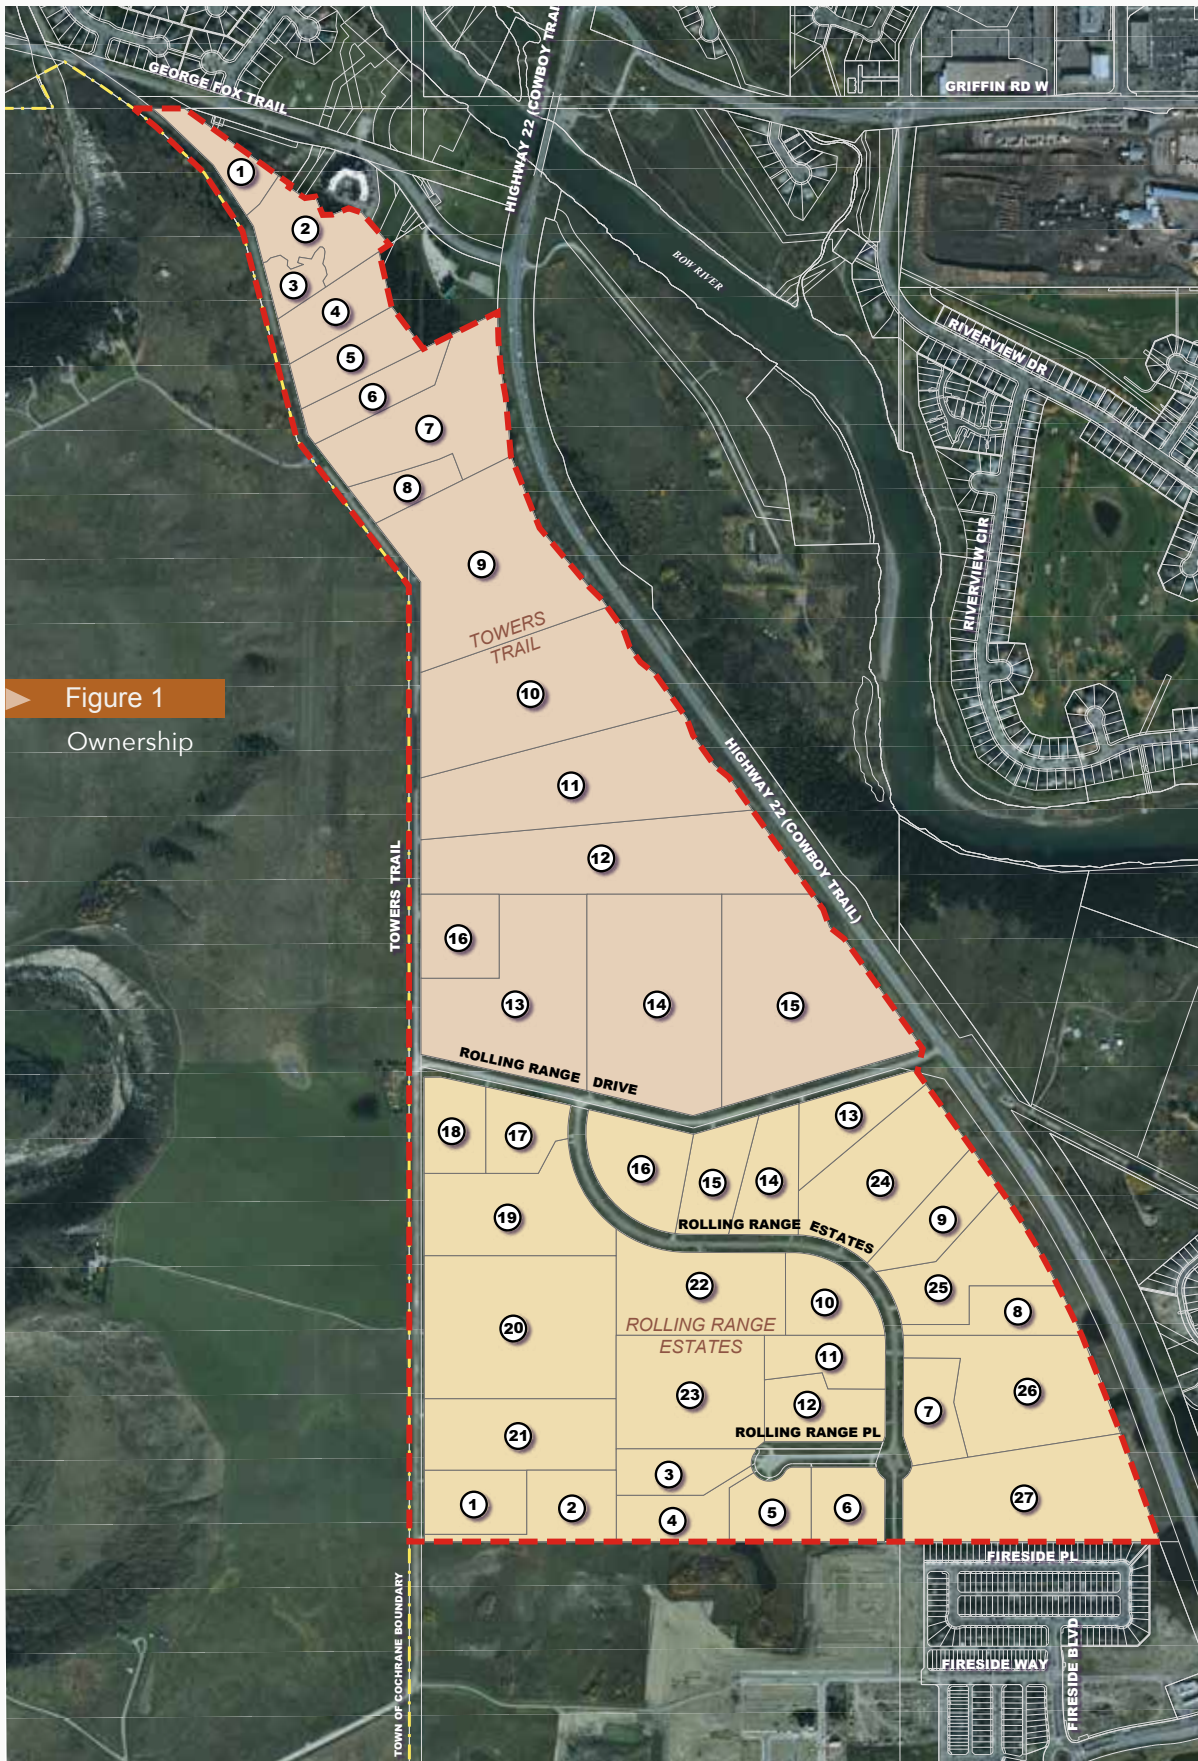 GEORGE FOX TRAIL
HIGHWAY 22 (COWBOY TRAIL
GRIFFIN RD W
1
2
BOW RIVER
3
4
RIVERVIEW DR
5
6
7
8
9
RIVERVIEW CIR
TOWERS
TRAIL
Figure 1
Ownership
10
11
HIGHWAY 22 (COWBOY TRAIL)
12
TOWERS TRAIL
16
13
14
15
ROLLING RANGE DRIVE
18
17
16
15
14
13
24
19
9
ROLLING RANGE ESTATES
22
25
10
8
20
ROLLING RANGE
ESTATES
11
23
12
26
7
21
ROLLING RANGE PL
3
1
2
4
5
6
27
FIRESIDE PL
TOWN OF COCHRANE BOUNDARY
FIRESIDE WAY
FIRESIDE BLVD